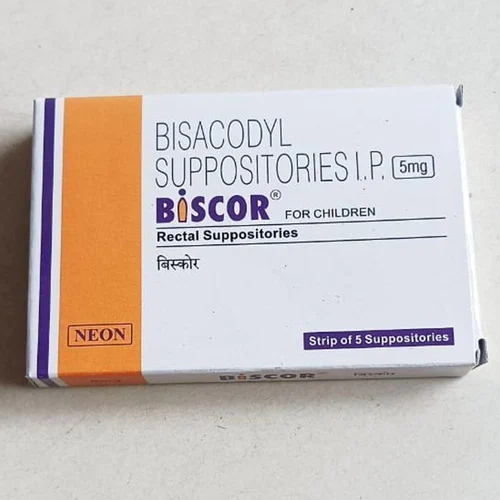 BISACODYL
SUPPOSITORIES I.P. 5mg
BiSCOR® FOR CHILDREN
Rectal Suppositories
बिस्कोर
NEON
Strip of 5 Suppositories
BiSCOR